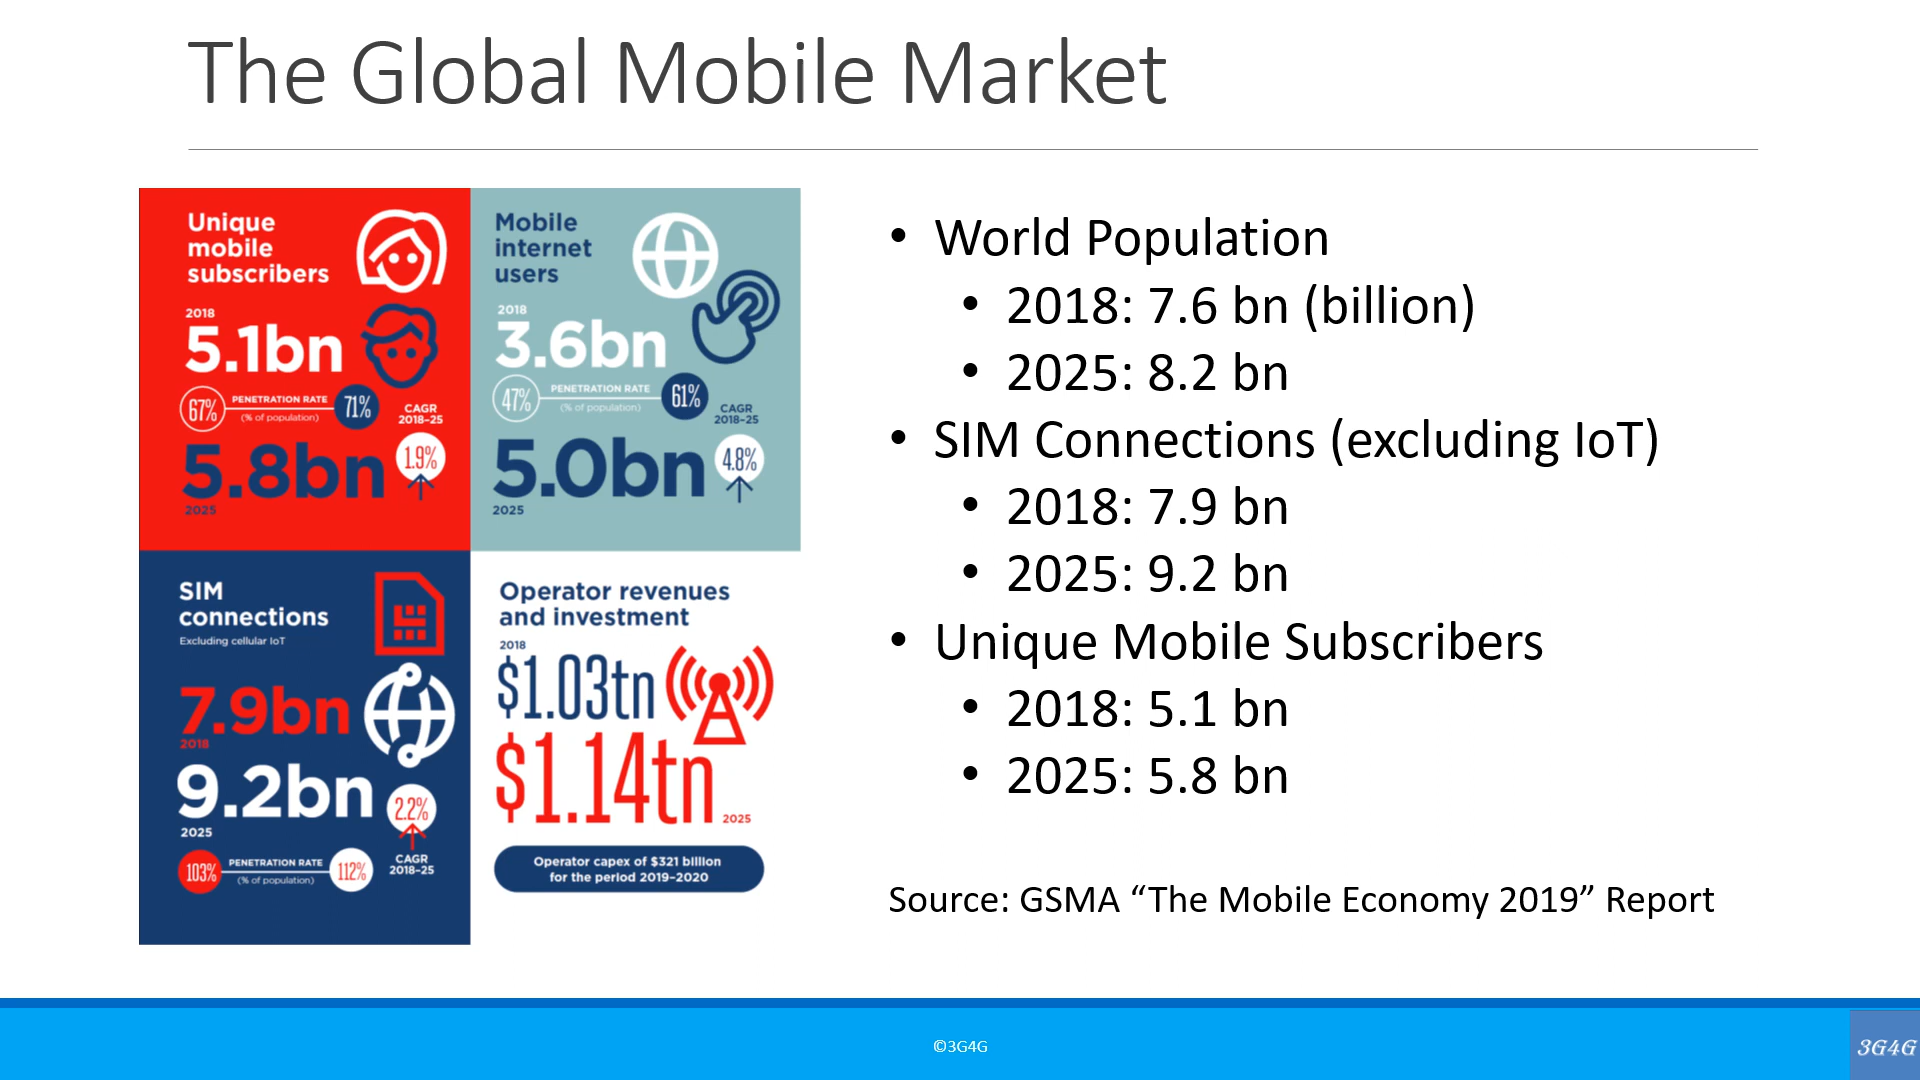 The Global Mobile Market
Unique
mobile
subscribers
2018
5.1bn
67%
PENETRATION RATE
(% of population)
71%
CAGR
2018-25
5.8bn
1.9%
2025
Mobile
internet
users
2018
3.6bn
47%
PENETRATION RATE
(% of population)
61%
CAGR
2018-25
5.0bn
4.8%
2025
SIM
connections
Excluding cellular IoT
7.9bn
2018
9.2bn
2025
2.2%
CAGR
2018-25
103%
PENETRATION RATE
(% of population)
112%
Operator revenues
and investment
2018
$1.03tn
$1.14tn
2025
Operator capex of $321 billion
for the period 2019-2020
• World Population
• 2018: 7.6 bn (billion)
• 2025: 8.2 bn
• SIM Connections (excluding IoT)
• 2018: 7.9 bn
• 2025: 9.2 bn
• Unique Mobile Subscribers
• 2018: 5.1 bn
• 2025: 5.8 bn
Source: GSMA “The Mobile Economy 2019” Report
©3G4G
3G4G